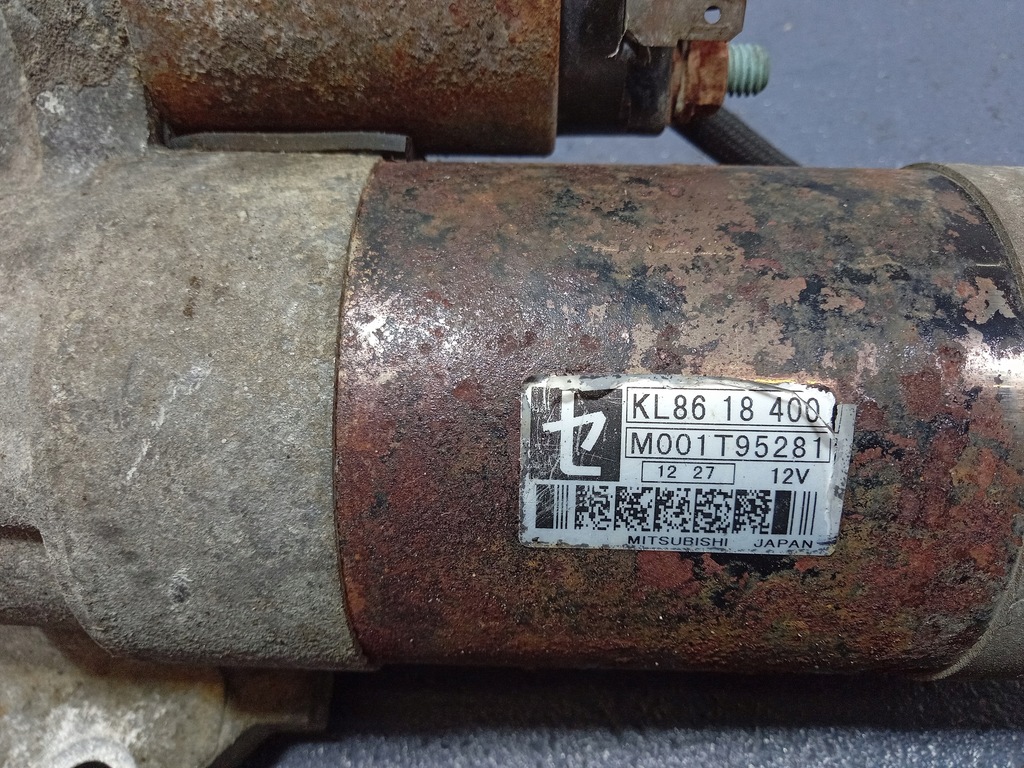 セ
KL86 18 400
M001T95281
12 27 12V
MITSUBISHI JAPAN